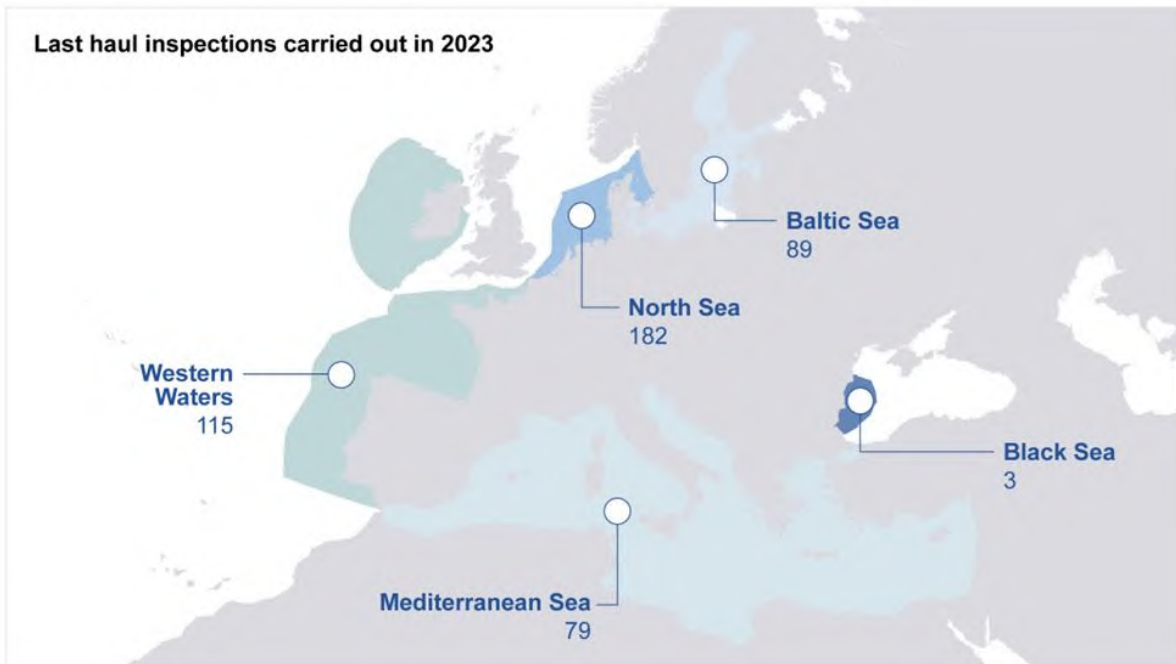 Last haul inspections carried out in 2023
Baltic Sea
89
North Sea
182
Western
Waters
115
Black Sea
3
Mediterranean Sea
79